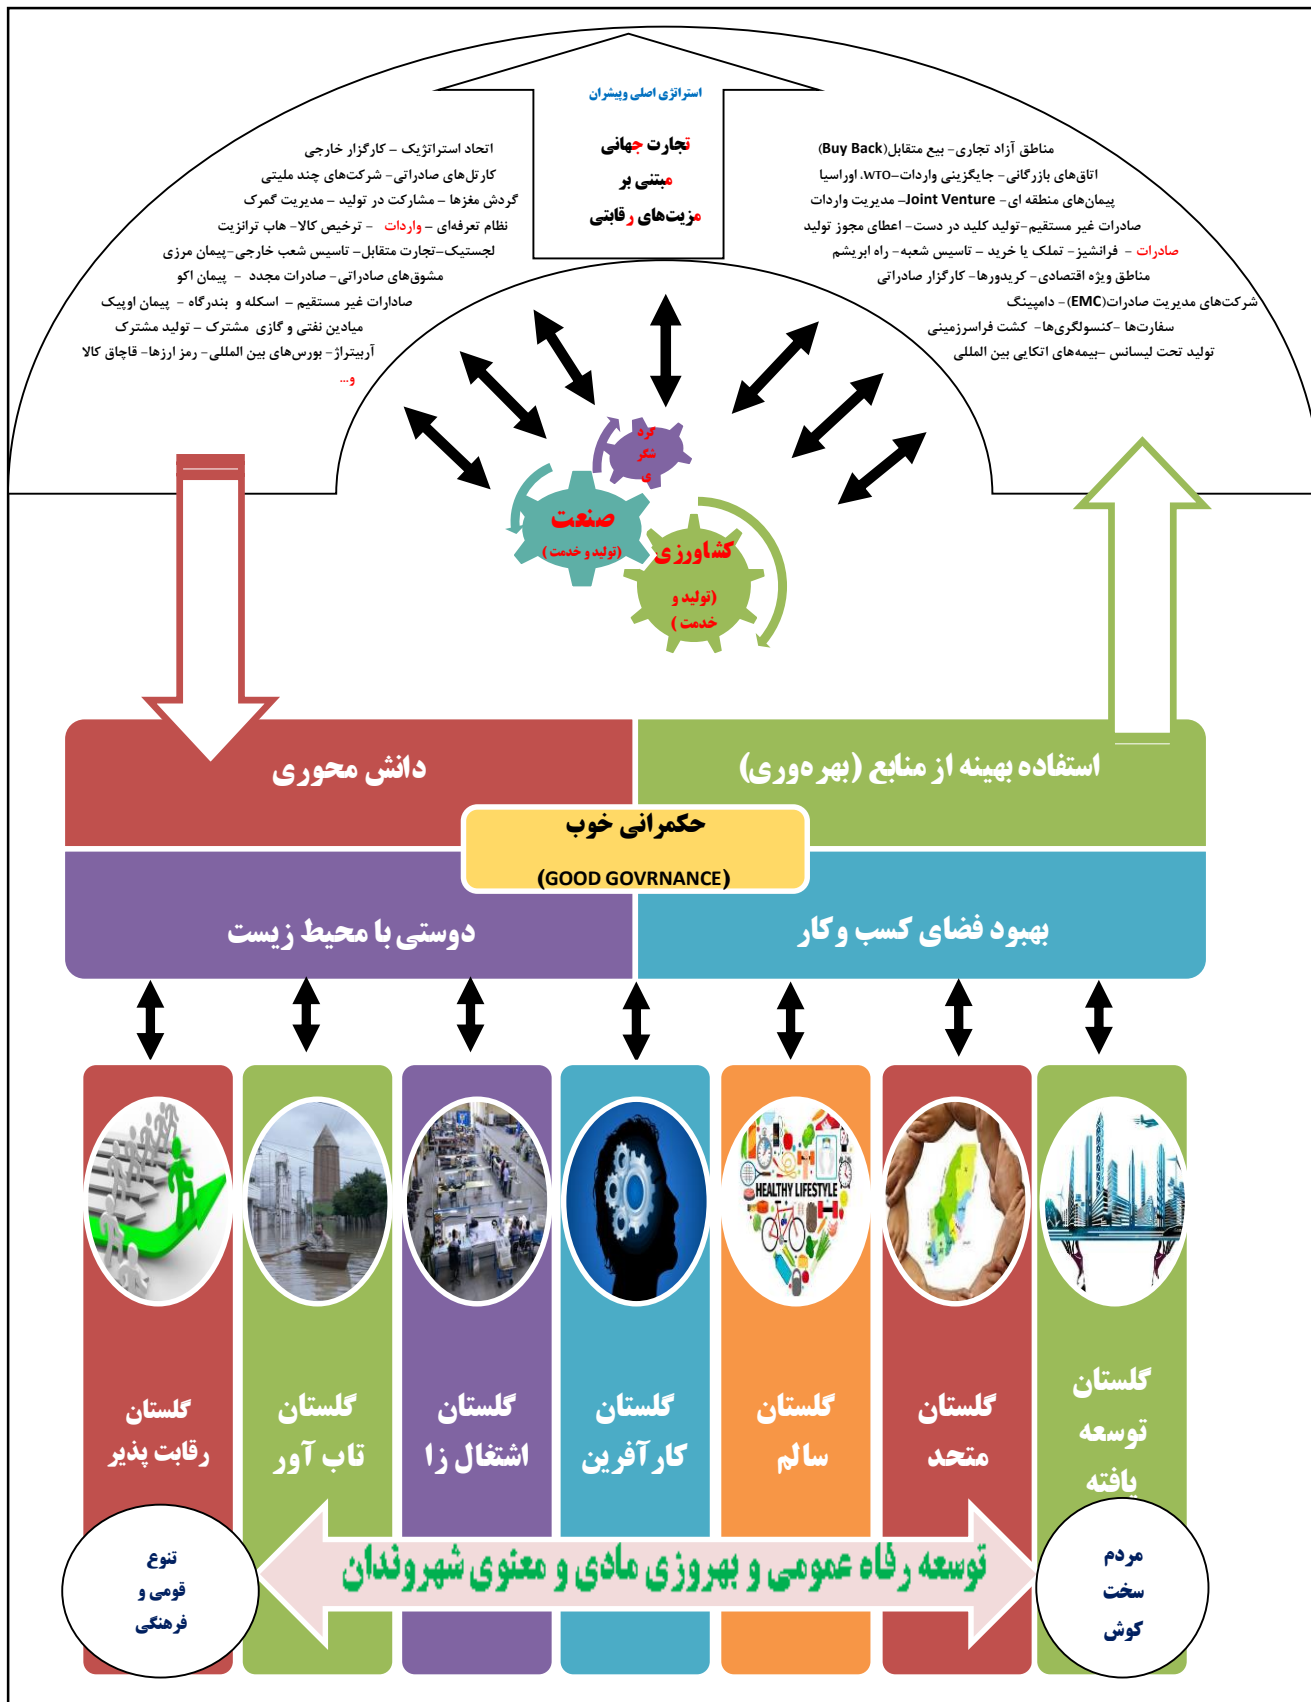 استراتژی اصلی وپیشران
تجارت جهانی
مبتنی بر
مزیت‌های رقابتی
مناطق آزاد تجاری- بیع متقابل(Buy Back)
اتاق‌های بازرگانی- جایگزینی واردات-WTO، اوراسیا
پیمان‌های منطقه ای- Joint Venture- مدیریت واردات
صادرات غیر مستقیم-تولید کلید در دست- اعطای مجوز تولید
صادرات - فرانشیز- تملک یا خرید - تاسیس شعبه- راه ابریشم
مناطق ویژه اقتصادی- کریدورها- کارگزار صادراتی
شرکت‌های مدیریت صادرات(EMC)- دامپینگ
سفارت‌ها -کنسولگری‌ها- کشت فراسرزمینی
تولید تحت لیسانس -بیمه‌های اتکایی بین المللی
اتحاد استراتژیک - کارگزار خارجی
کارتل‌های صادراتی- شرکت‌های چند ملیتی
گردش مغزها - مشارکت در تولید - مدیریت گمرک
نظام تعرفه‌ای - واردات - ترخیص کالا- هاب ترانزیت
لجستیک-تجارت متقابل- تاسیس شعب خارجی-پیمان مرزی
مشوق‌های صادراتی- صادرات مجدد - پیمان اکو
صادارات غیر مستقیم - اسکله و بندرگاه - پیمان اوپیک
میادین نفتی و گازی مشترک - تولید مشترک
آربیتراژ- بورس‌های بین المللی- رمز ارزها- قاچاق کالا
و...
گرد
شگر
ی
صنعت
(تولید و خدمت)
کشاورزی
(تولید و
خدمت)
استفاده بهینه از منابع (بهره‌وری)
دانش محوری
حکمرانی خوب
(GOOD GOVRNANCE)
بهبود فضای کسب وکار
دوستی با محیط زیست
HEALTHY LIFESTYLE
گلستان
توسعه
یافته
گلستان
متحد
گلستان
سالم
گلستان
کارآفرین
گلستان
اشتغال زا
گلستان
تاب آور
گلستان
رقابت پذیر
مردم
سخت
کوش
توسعه رفاه عمومی و بهروزی مادی و معنوی شهروندان
تنوع
قومی و
فرهنگی